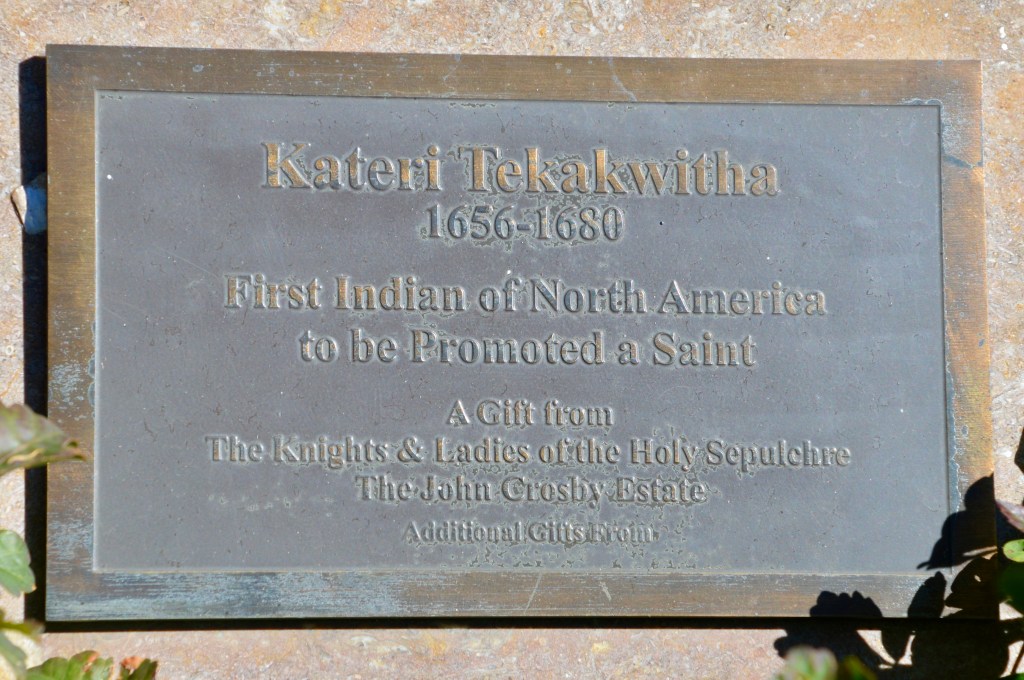 Kateri Tekakwitha
1656-1680
First Indian of North America
to be Promoted a Saint
A Gift from
The Knights & Ladies of the Holy Sepulchre
The John Crosby Estate
Additional Gifts From